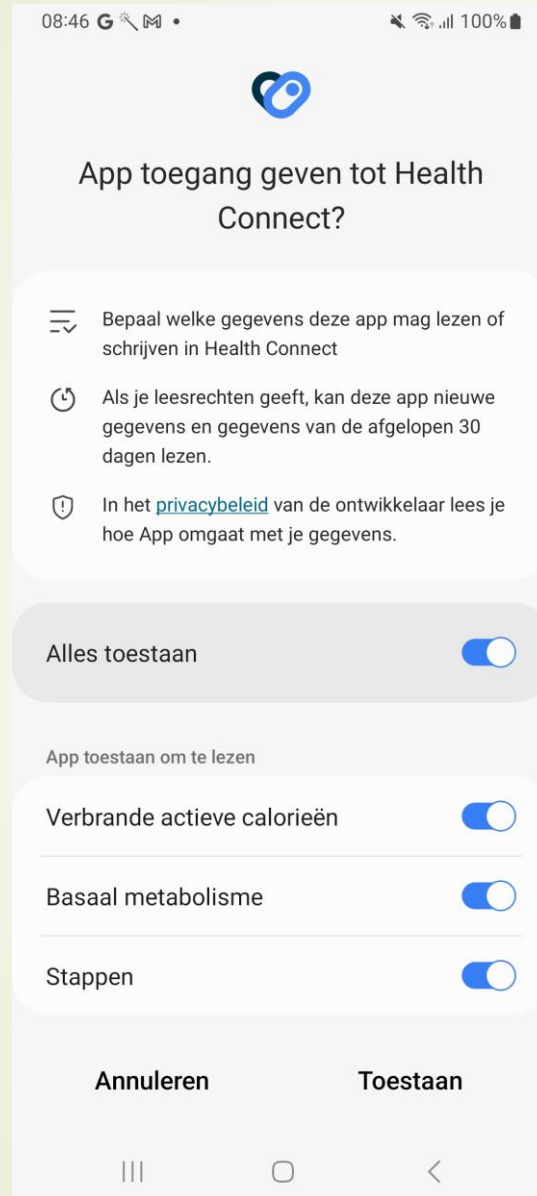 08:46 G
100%
App toegang geven tot Health
Connect?
Bepaal welke gegevens deze app mag lezen of
schrijven in Health Connect
Als je leesrechten geeft, kan deze app nieuwe
gegevens en gegevens van de afgelopen 30
dagen lezen.
In het privacybeleid van de ontwikkelaar lees je
hoe App omgaat met je gegevens.
Alles toestaan
App toestaan om te lezen
Verbrande actieve calorieën
Basaal metabolisme
Stappen
Annuleren
Toestaan